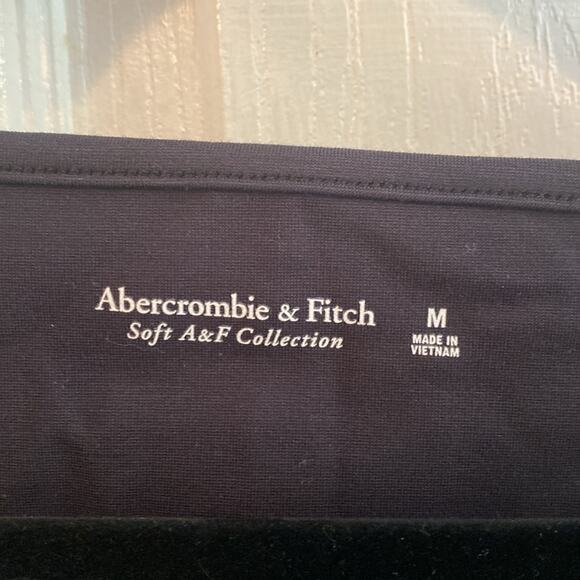 Abercrombie & Fitch
Soft A&F Collection
M
MADE IN
VIETNAM